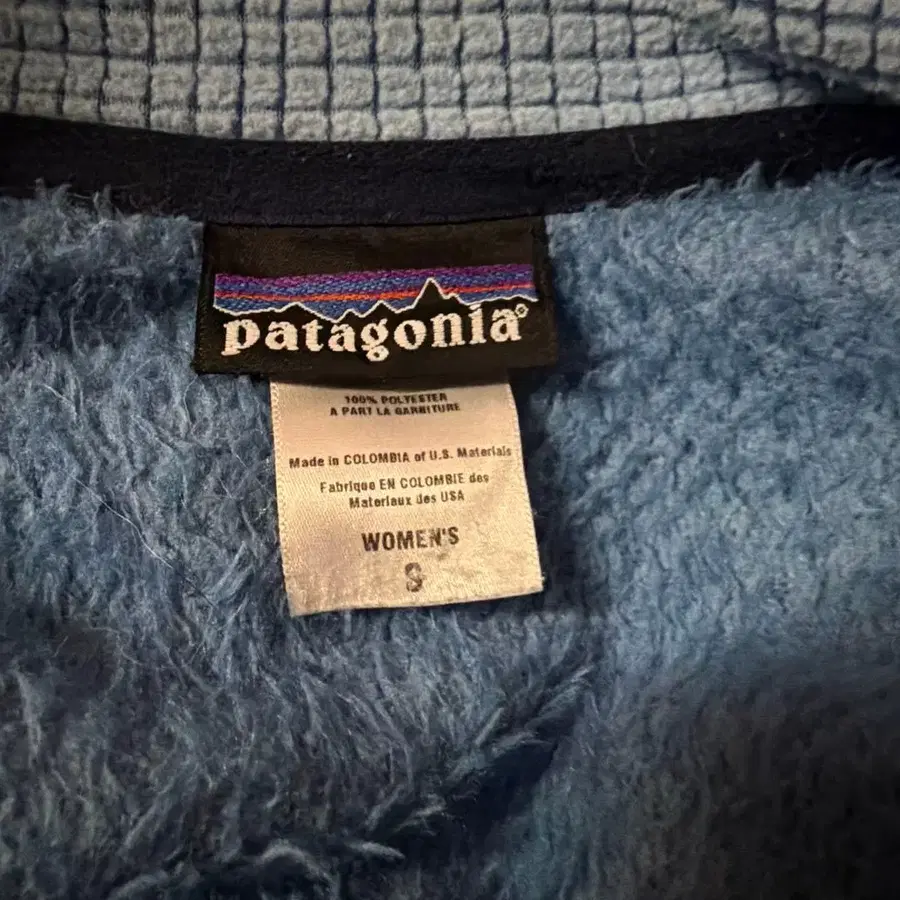 patagonia®
100% POLYESTER
A PART LA GARNITURE
Made in COLOMBIA of U.S. Materials
Fabrique EN COLOMBIE des
Materiaux des USA
WOMEN'S
S